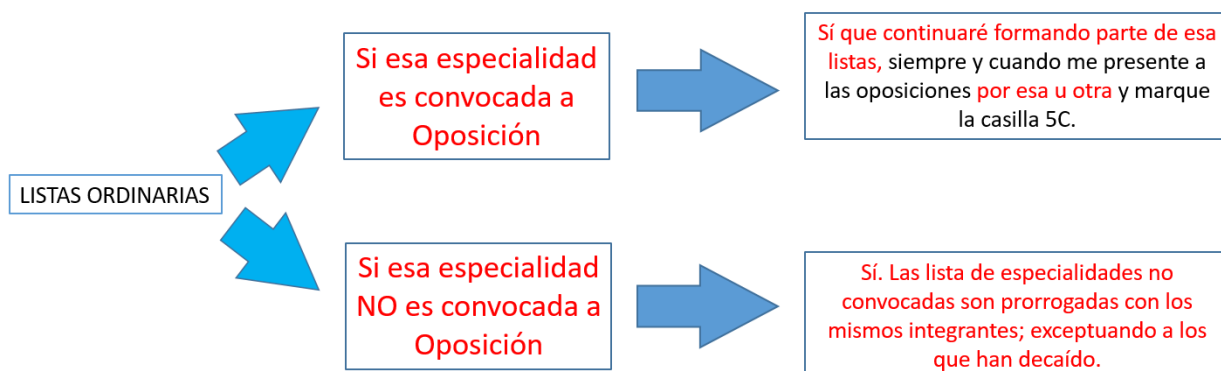 LISTAS ORDINARIAS
Si esa especialidad
es convocada a
Oposición
Sí que continuaré formando parte de esa
listas, siempre y cuando me presente a
las oposiciones por esa u otra y marque
la casilla 5C.
Si esa especialidad
NO es convocada a
Oposición
Sí. Las lista de especialidades no
convocadas son prorrogadas con los
mismos integrantes; exceptuando a los
que han decaído.